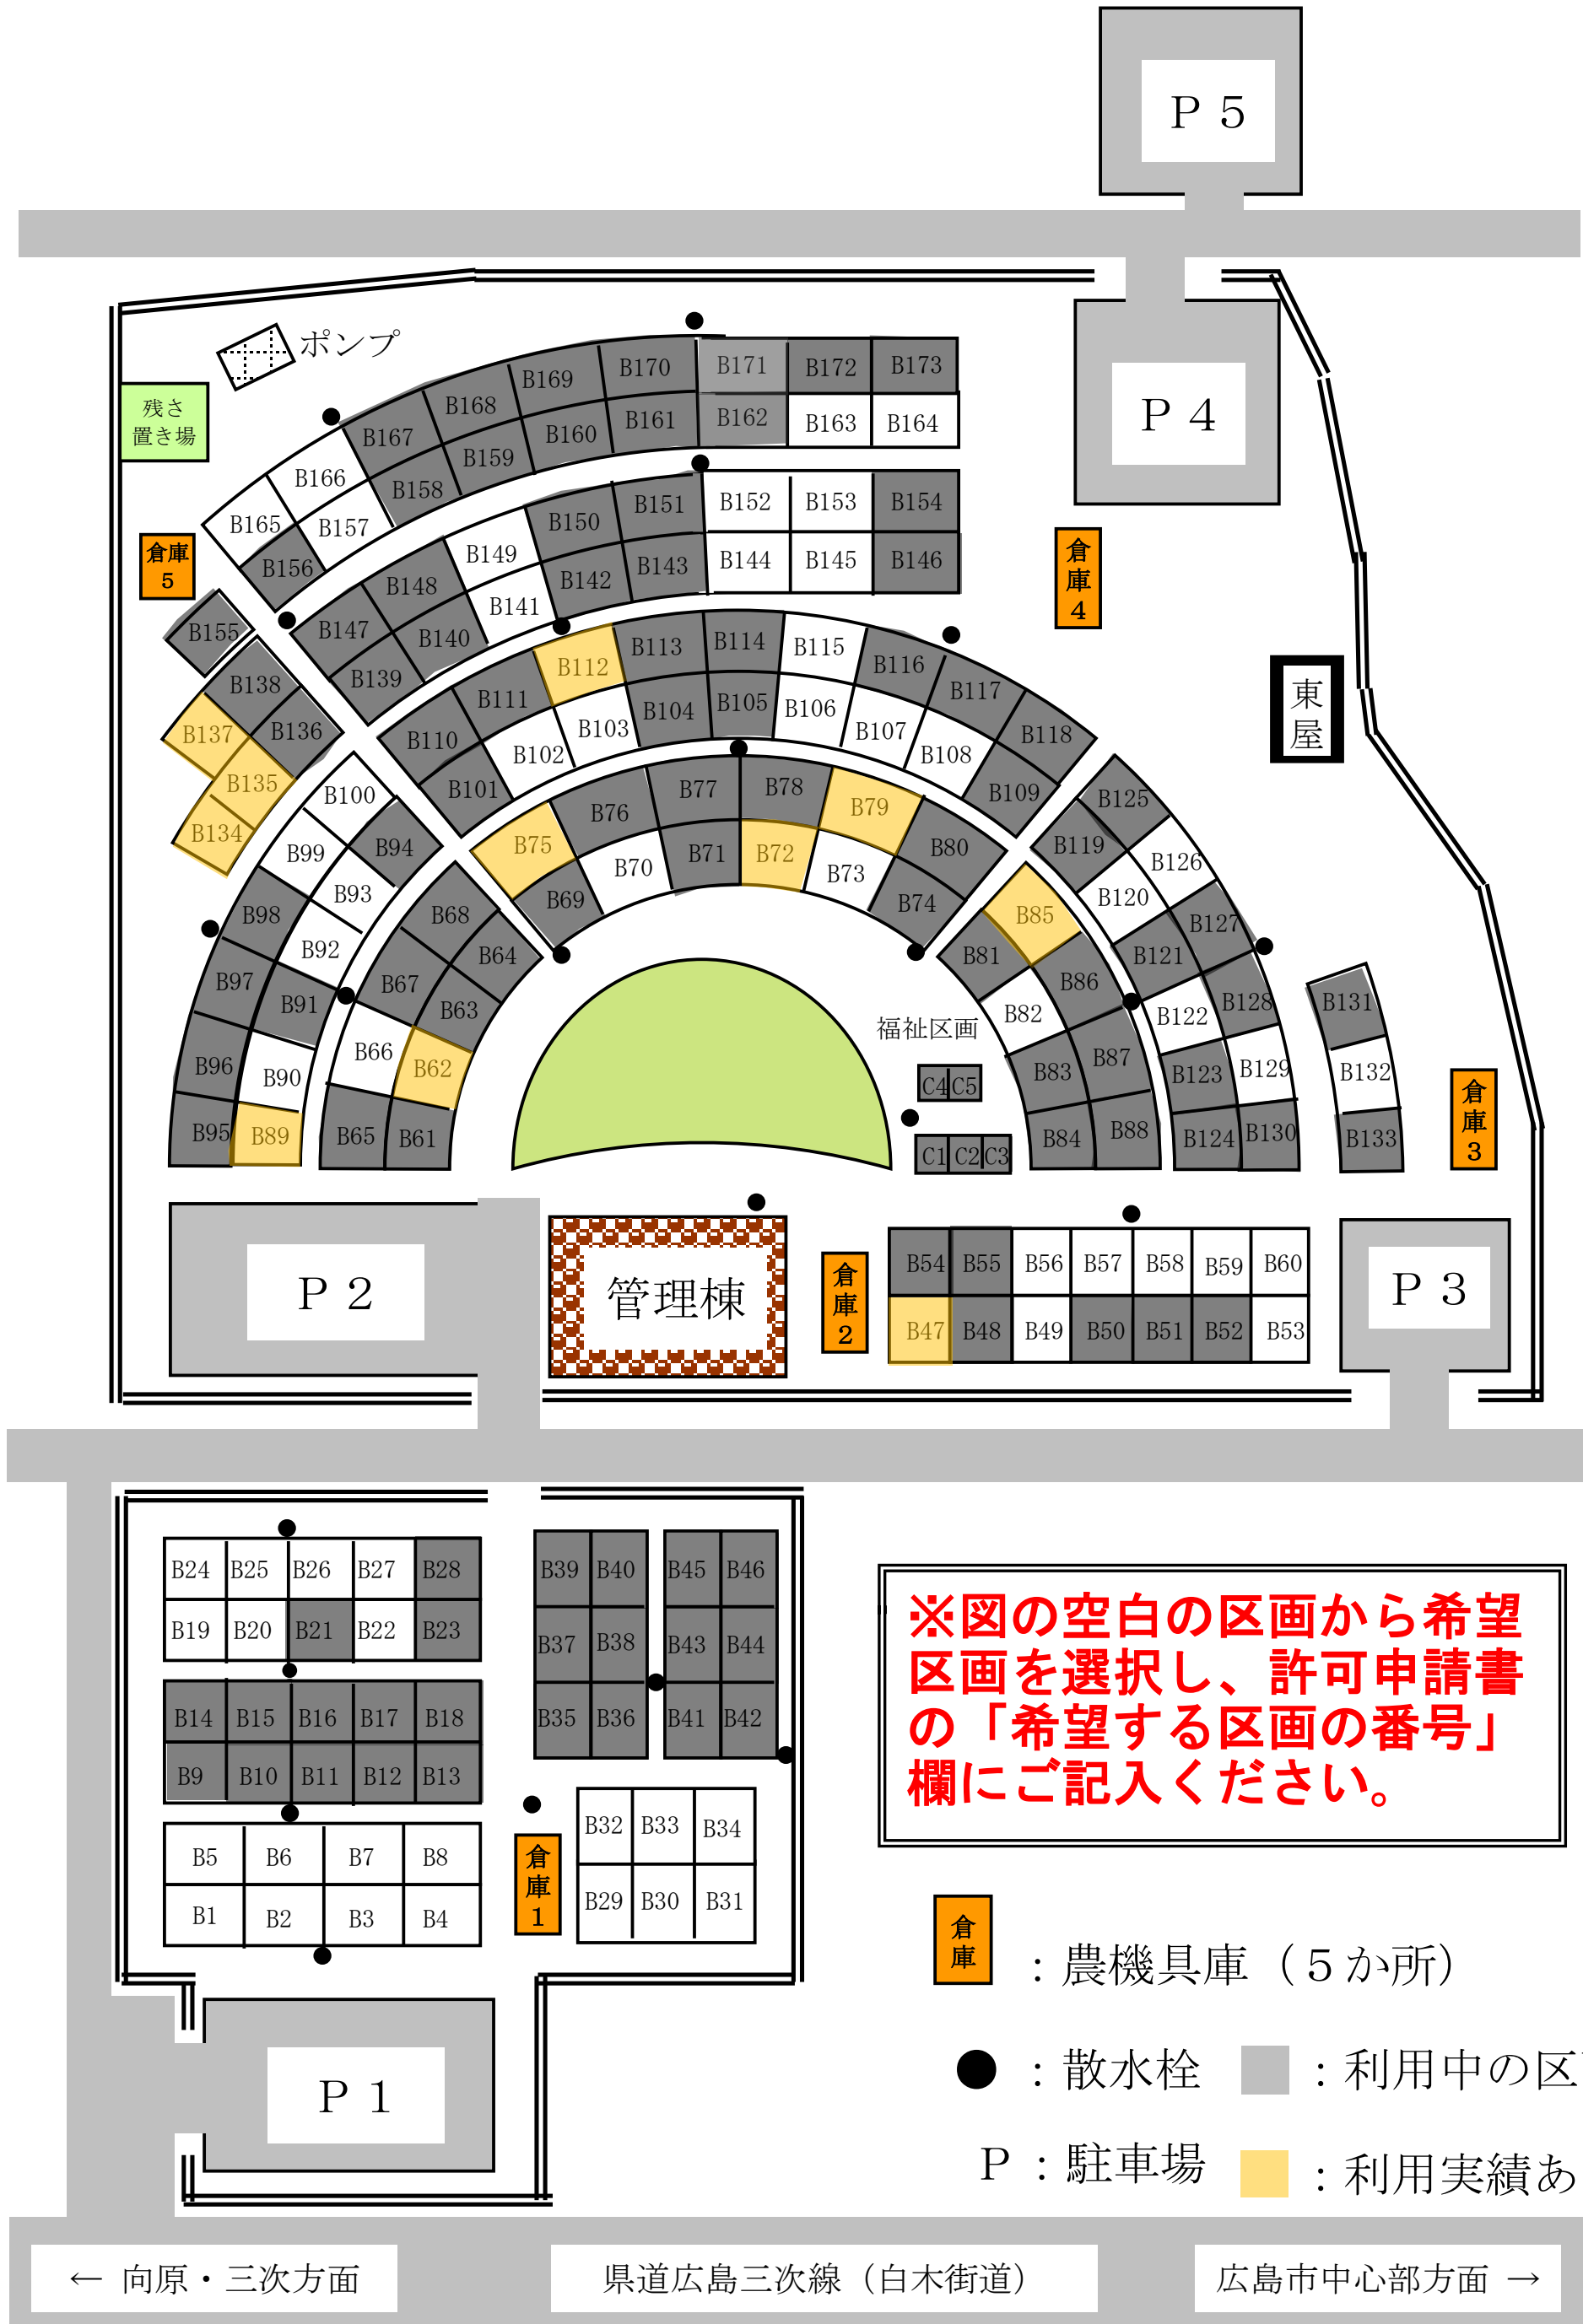 Ｐ５
ポンプ
残さ
置き場
Ｐ４
B170
B171
B172
B173
B169
B168
B167
B161
B162
B163
B164
B160
B159
B166
B158
B165
B157
B156
倉庫
5
B151
B152
B153
B154
B150
B149
B148
B143
B144
B145
B146
B142
B141
B147
B140
B139
倉庫4
B155
B138
B137
B136
B135
B134
B112
B113
B114
B115
B116
B111
B117
B110
B118
B103
B104
B105
B106
B107
B102
B108
B101
B109
東屋
B77
B78
B76
B79
B75
B80
B70
B71
B72
B73
B69
B74
B100
B94
B99
B93
B98
B92
B97
B91
B96
B90
B95
B89
B68
B64
B67
B63
B66
B62
B65
B61
B125
B119
B126
B120
B127
B121
B128
B122
B129
B123
B130
B124
B85
B81
B86
B82
B87
B83
B88
B84
B131
B132
B133
福祉区画
C4
C5
C1
C2
C3
倉庫3
Ｐ２
管理棟
倉庫2
B54
B55
B56
B57
B58
B59
B60
B47
B48
B49
B50
B51
B52
B53
Ｐ３
B24
B25
B26
B27
B28
B19
B20
B21
B22
B23
B14
B15
B16
B17
B18
B9
B10
B11
B12
B13
B5
B6
B7
B8
B1
B2
B3
B4
B39
B40
B45
B46
B37
B38
B43
B44
B35
B36
B41
B42
倉庫1
B32
B33
B34
B29
B30
B31
※図の空白の区画から希望
区画を選択し、許可申請書
の「希望する区画の番号」
欄にご記入ください。
倉庫
：農機具庫（５か所）
：散水栓
：利用中の区
Ｐ：駐車場
：利用実績あ
Ｐ１
← 向原・三次方面
県道広島三次線（白木街道）
広島市中心部方面 →